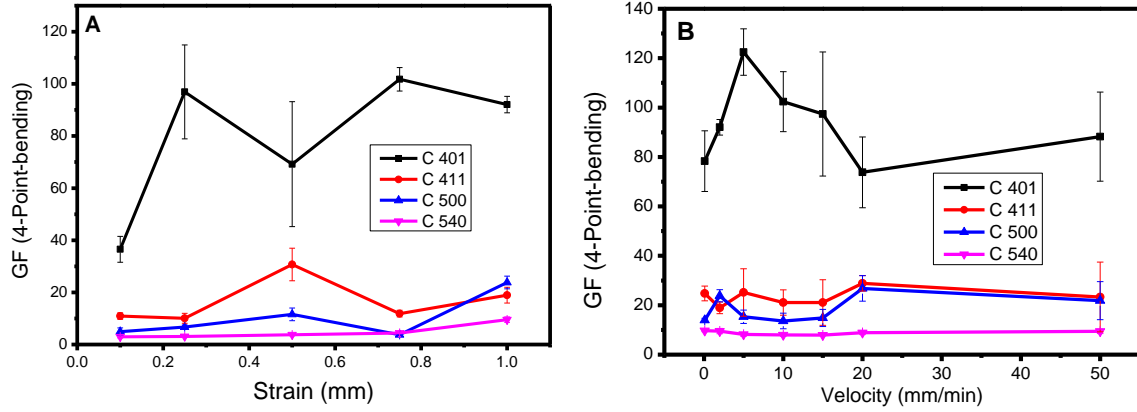 A
GF (4-Point-bending)
120
100
80
60
40
20
0
C 401
C 411
C 500
C 540
0.0 0.2 0.4 0.6 0.8 1.0
Strain (mm)
B
GF (4-Point-bending)
140
120
100
80
60
40
20
0
C 401
C 411
C 500
C 540
0 10 20 30 40 50
Velocity (mm/min)